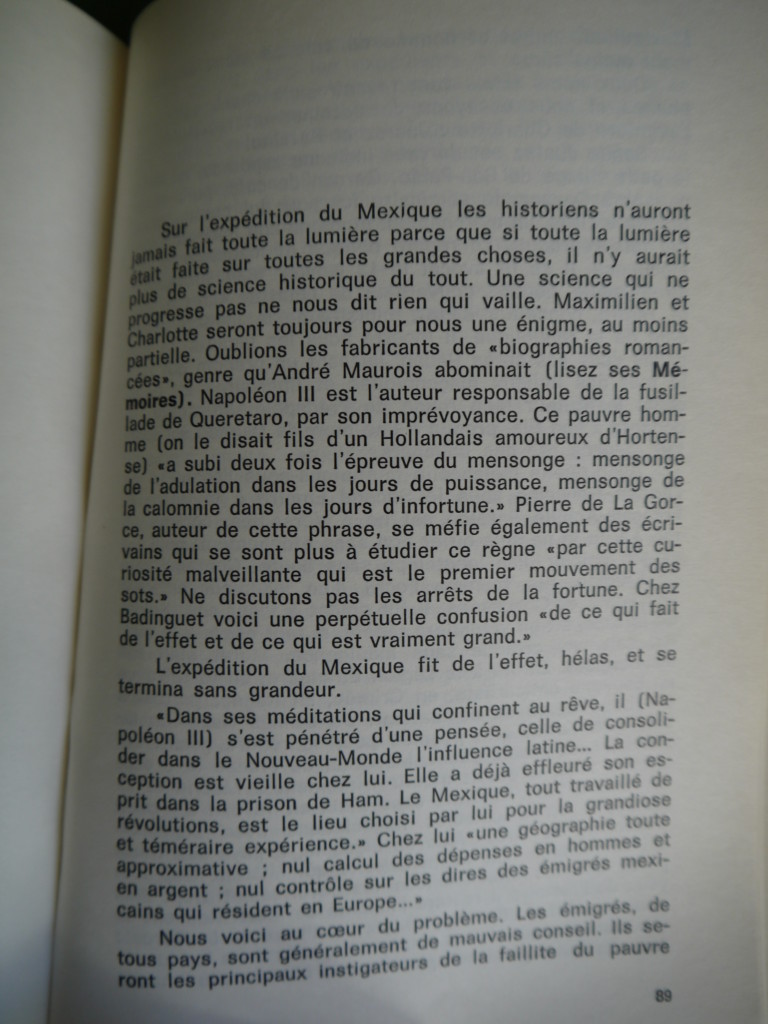 Sur l'expédition du Mexique les historiens n'auront
jamais fait toute la lumière parce que si toute la lumière
était faite sur toutes les grandes choses, il n'y aurait
plus de science historique du tout. Une science qui ne
progresse pas ne nous dit rien qui vaille. Maximilien et
Charlotte seront toujours pour nous une énigme, au moins
partielle. Oublions les fabricants de «biographies roman-
cées», genre qu'André Maurois abominait (lisez ses Mé-
moires). Napoléon III est l'auteur responsable de la fusil-
lade de Queretaro, par son imprévoyance. Ce pauvre hom-
me (on le disait fils d'un Hollandais amoureux d'Horten-
se) «a subi deux fois l'épreuve du mensonge : mensonge
de l'adulation dans les jours de puissance, mensonge de
la calomnie dans les jours d'infortune.» Pierre de La Gor-
ce, auteur de cette phrase, se méfie également des écri-
vains qui se sont plus à étudier ce règne «par cette cu-
riosité malveillante qui est le premier mouvement des
sots.» Ne discutons pas les arrêts de la fortune. Chez
Badinguet voici une perpétuelle confusion «de ce qui fait
de l'effet et de ce qui est vraiment grand.»
L'expédition du Mexique fit de l'effet, hélas, et se
termina sans grandeur.
«Dans ses méditations qui confinent au rêve, il (Na-
poléon III) s'est pénétré d'une pensée, celle de consoli-
der dans le Nouveau-Monde l'influence latine... La con-
ception est vieille chez lui. Elle a déjà effleuré son es-
prit dans la prison de Ham. Le Mexique, tout travaillé de
révolutions, est le lieu choisi par lui pour la grandiose
et téméraire expérience.» Chez lui «une géographie toute
approximative ; nul calcul des dépenses en hommes et
en argent ; nul contrôle sur les dires des émigrés mexi-
cains qui résident en Europe...»
Nous voici au cœur du problème. Les émigrés, de
tous pays, sont généralement de mauvais conseil. Ils se-
ront les principaux instigateurs de la faillite du pauvre
89